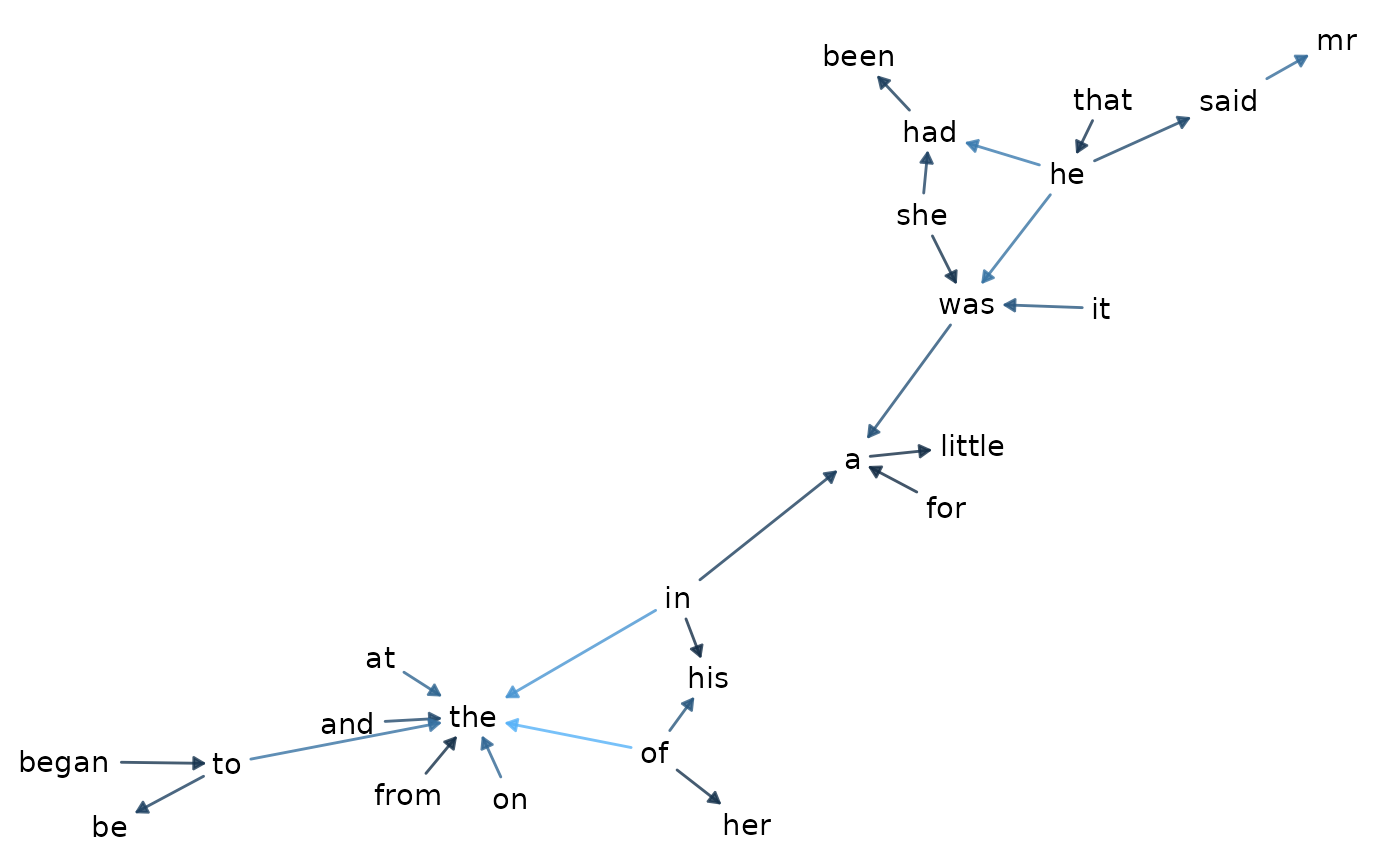 mr
been
that
said
had
he
she
was
it
little
a
for
in
at
his
the
and
of
began
to
from
on
her
be